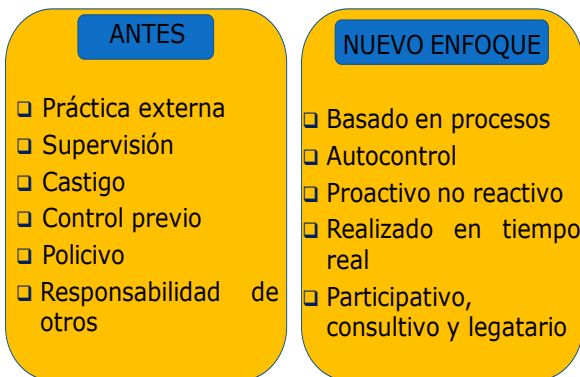 ANTES
Práctica externa
Supervisión
Castigo
Control previo
Policivo
Responsabilidad de
otros
NUEVO ENFOQUE
Basado en procesos
Autocontrol
Proactivo no reactivo
Realizado en tiempo
real
Participativo,
consultivo y legatario